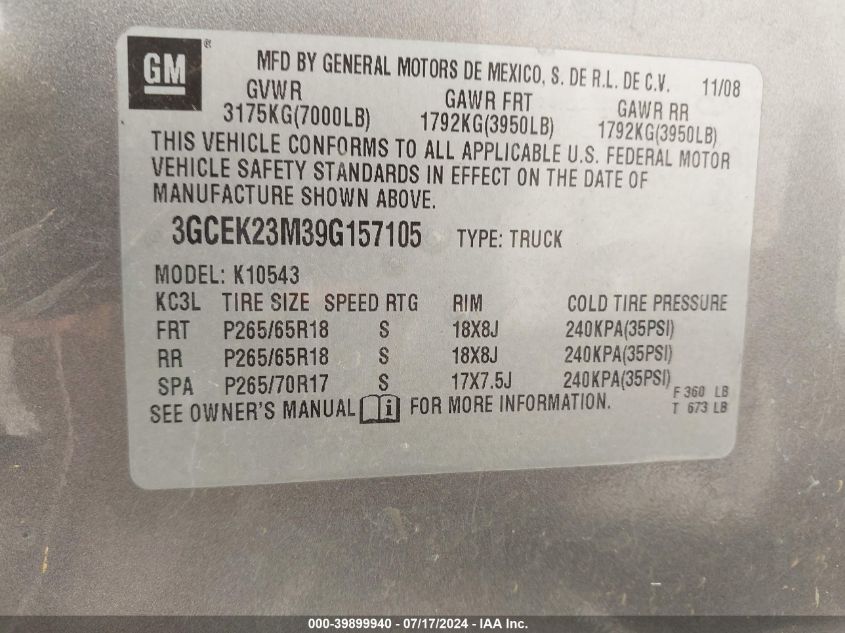 GM®
MFD BY GENERAL MOTORS DE MEXICO, S. DE R.L. DE C.V. 11/08
GVWR GAWR FRT GAWR RR
3175KG(7000LB) 1792KG(3950LB) 1792KG(3950LB)
THIS VEHICLE CONFORMS TO ALL APPLICABLE U.S. FEDERAL MOTOR
VEHICLE SAFETY STANDARDS IN EFFECT ON THE DATE OF
MANUFACTURE SHOWN ABOVE.
3GCEK23M39G157105 TYPE: TRUCK
MODEL: K10543
KC3L TIRE SIZE SPEED RTG RIM COLD TIRE PRESSURE
FRT P265/65R18 S 18X8J 240KPA(35PSI)
RR P265/65R18 S 18X8J 240KPA(35PSI)
SPA P265/70R17 S 17X7.5J 240KPA(35PSI)
F 360 LB
SEE OWNER'S MANUAL i FOR MORE INFORMATION. T 673 LB
000-39899940 - 07/17/2024 - IAA Inc.